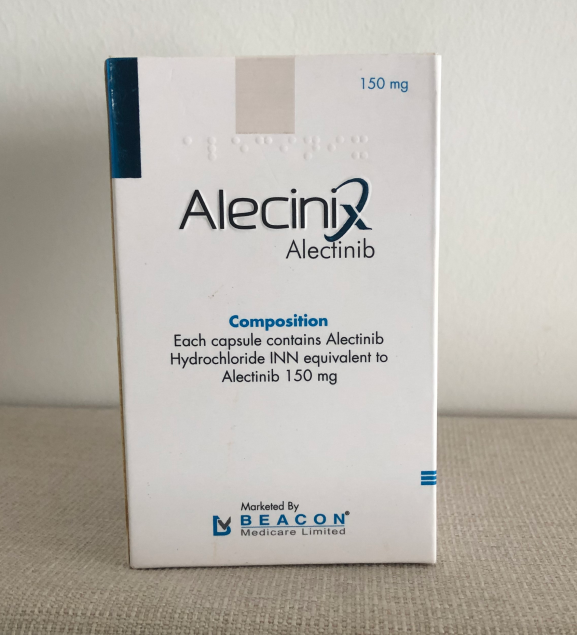 150 mg
Alecinix
Alectinib
Composition
Each capsule contains Alectinib
Hydrochloride INN equivalent to
Alectinib 150 mg
Marketed By
BEACON®
Medicare Limited